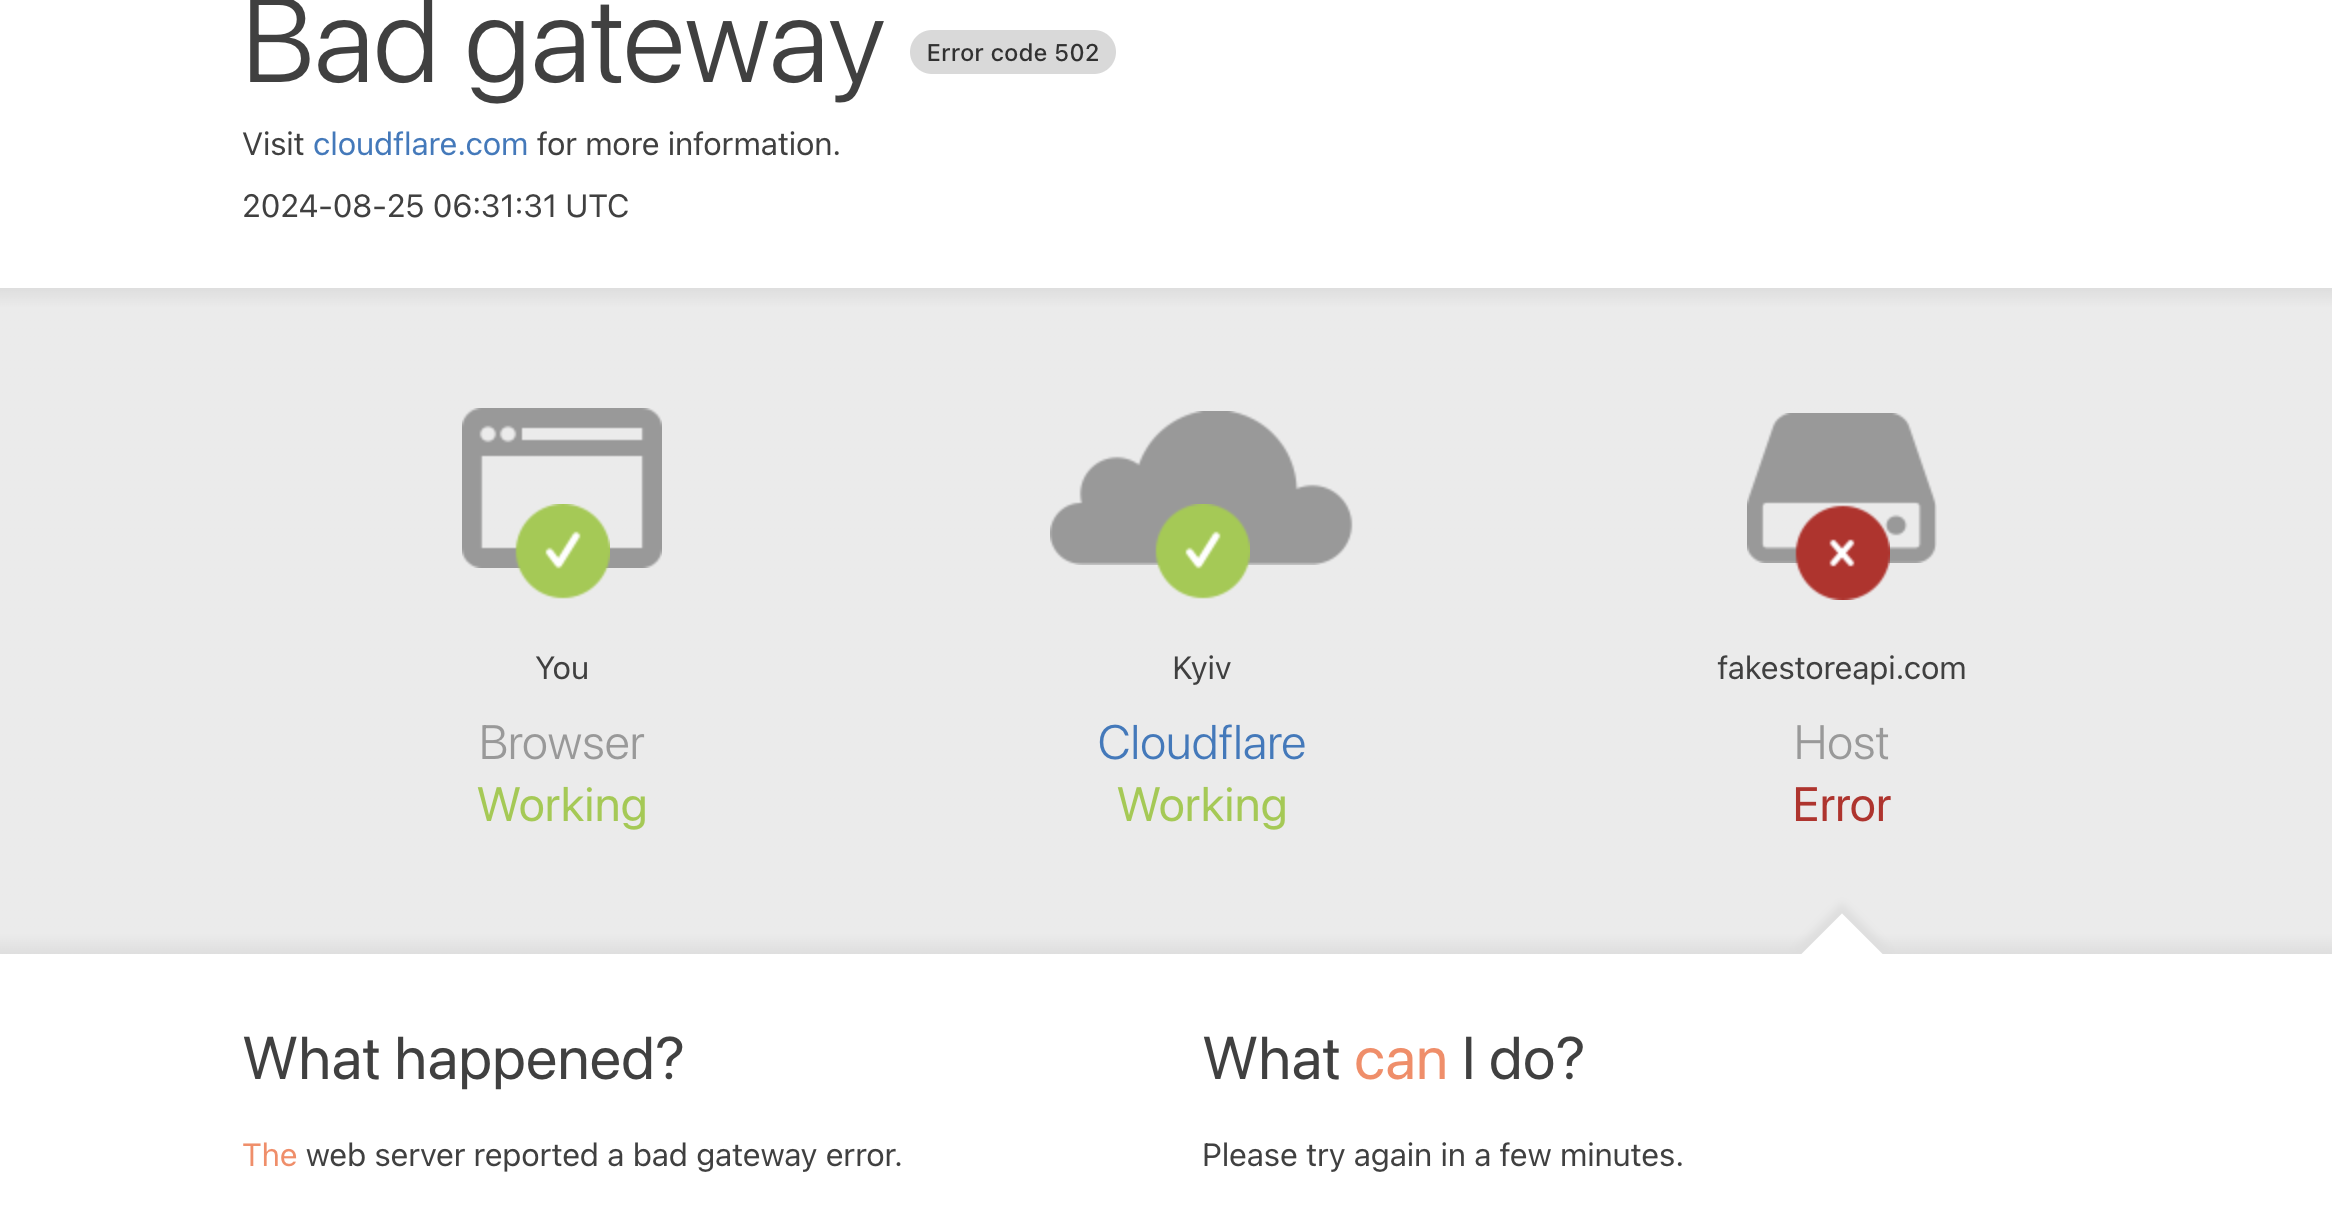 Bad gateway Error code 502
Visit cloudflare.com for more information.
2024-08-25 06:31:31 UTC
You
Browser
Working
Kyiv
Cloudflare
Working
fakestoreapi.com
Host
Error
What happened?
The web server reported a bad gateway error.
What can I do?
Please try again in a few minutes.